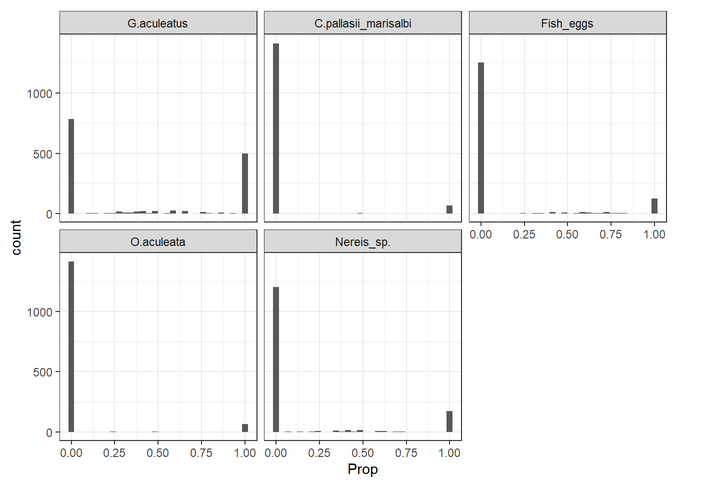 G.aculeatus C.pallasii_marisalbi Fish_eggs
1000
500
0
0.00 0.25 0.50 0.75 1.00
O.aculeata Nereis_sp.
1000
500
0
0.00 0.25 0.50 0.75 1.00 0.00 0.25 0.50 0.75 1.00
count
Prop